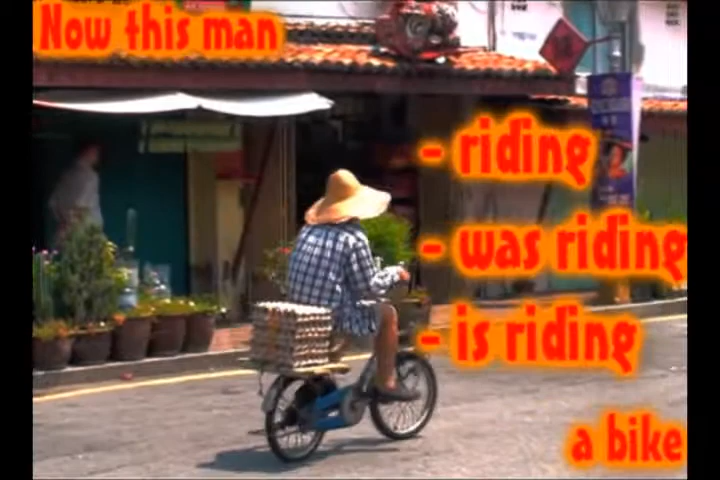 Now this man
- riding
- was riding
- is riding
a bike